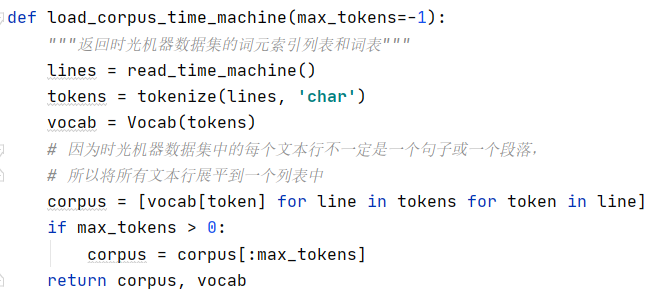 def load_corpus_time_machine(max_tokens=-1):
    """返回时光机器数据集的词元索引列表和词表"""
    lines = read_time_machine()
    tokens = tokenize(lines, 'char')
    vocab = Vocab(tokens)
    # 因为时光机器数据集中的每个文本行不一定是一个句子或一个段落，
    # 所以将所有文本行展平到一个列表中
    corpus = [vocab[token] for line in tokens for token in line]
    if max_tokens > 0:
        corpus = corpus[:max_tokens]
    return corpus, vocab